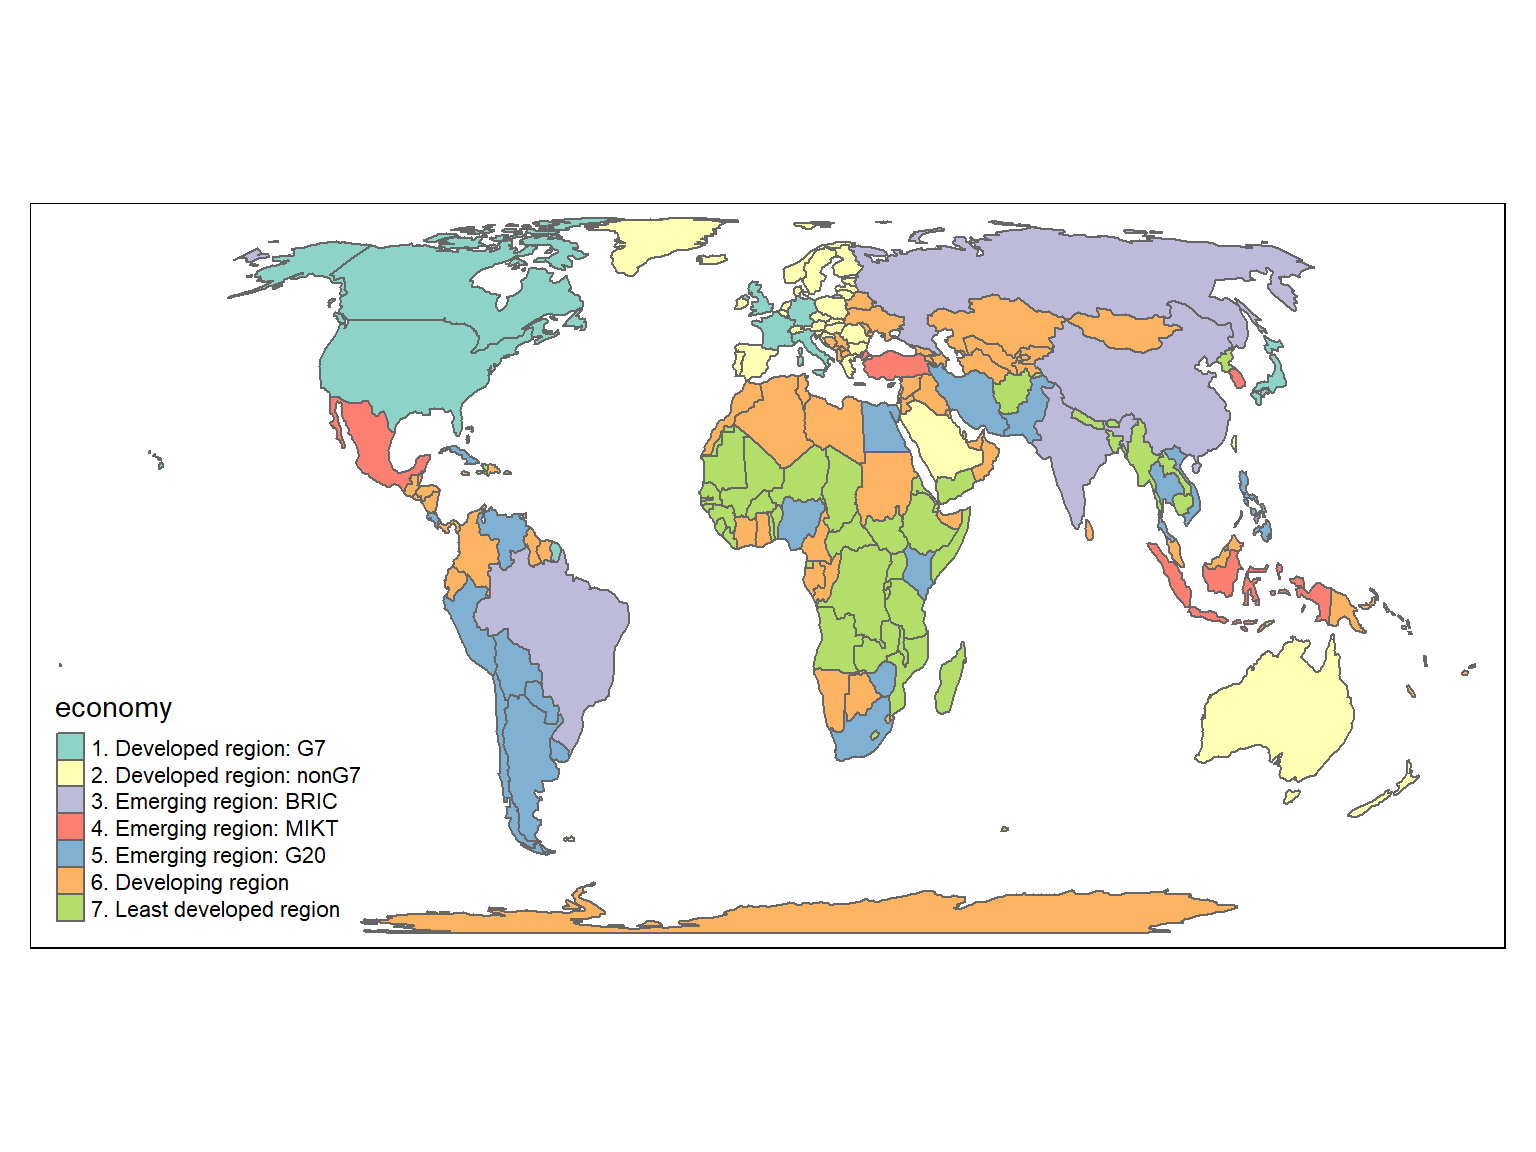 economy
1. Developed region: G7
2. Developed region: nonG7
3. Emerging region: BRIC
4. Emerging region: MIKT
5. Emerging region: G20
6. Developing region
7. Least developed region